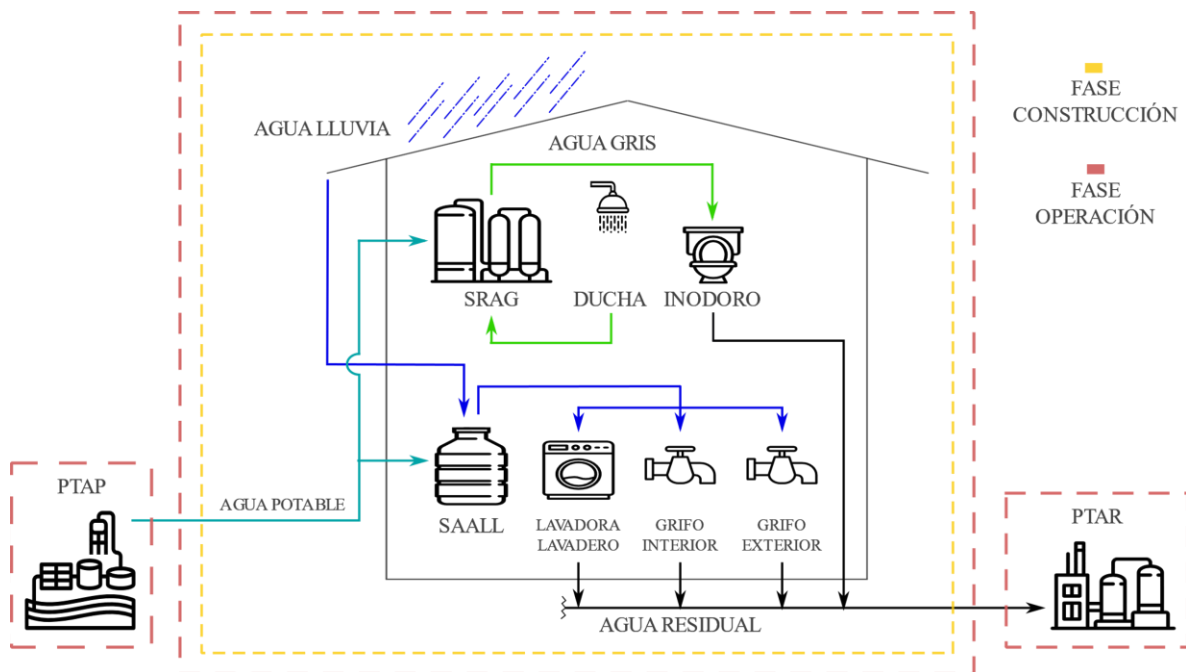 AGUA LLUVIA
AGUA GRIS
FASE
CONSTRUCCIÓN
FASE
OPERACIÓN
SRAG
DUCHA
INODORO
PTAP
AGUA POTABLE
SAALL
LAVADORA
LAVADERO
GRIFO
INTERIOR
GRIFO
EXTERIOR
PTAR
AGUA RESIDUAL